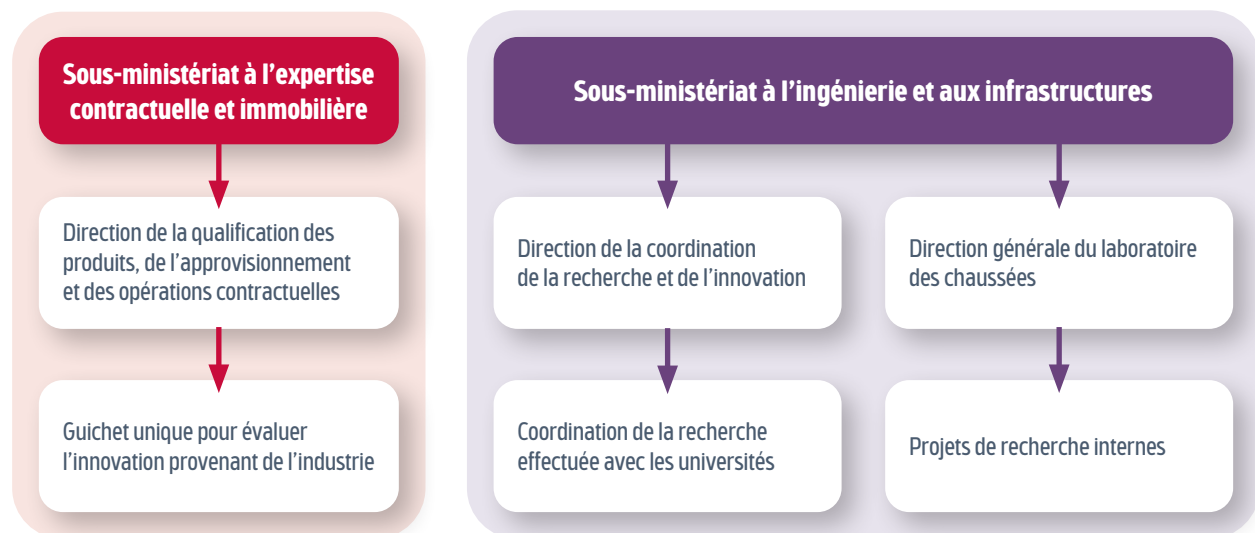 Sous-ministériat à l'expertise
contractuelle et immobilière
Direction de la qualification des
produits, de l'approvisionnement
et des opérations contractuelles
Guichet unique pour évaluer
l'innovation provenant de l'industrie
Sous-ministériat à l'ingénierie et aux infrastructures
Direction de la coordination
de la recherche et de l'innovation
Coordination de la recherche
effectuée avec les universités
Direction générale du laboratoire
des chaussées
Projets de recherche internes